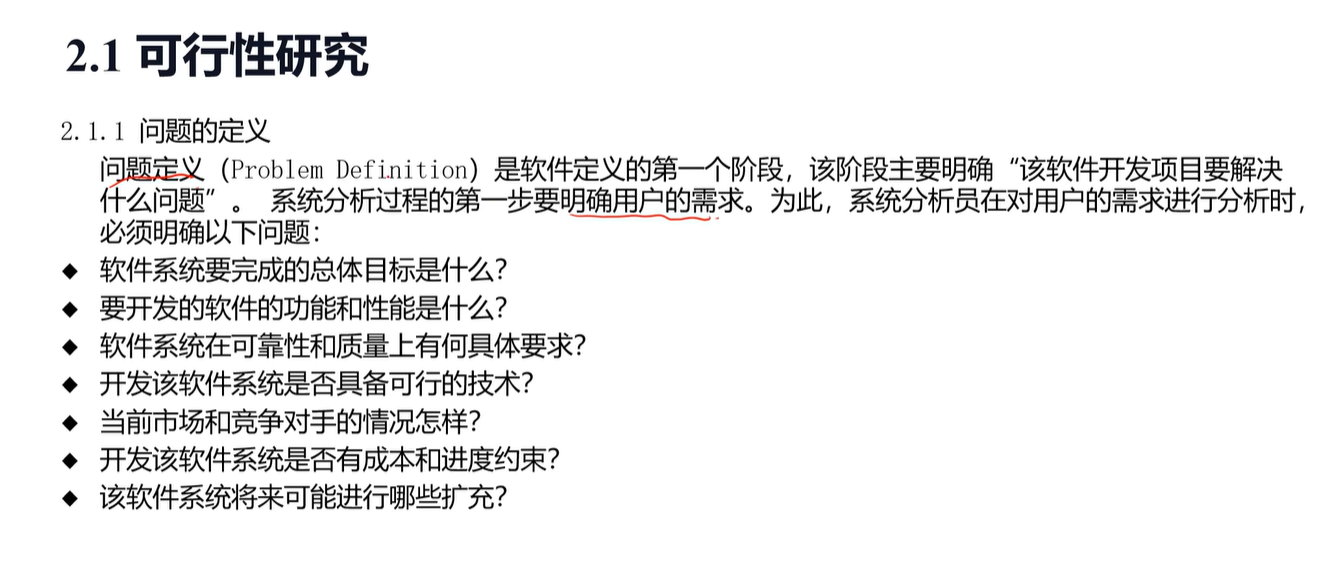 2.1 可行性研究
2.1.1 问题的定义
问题定义（Problem Definition）是软件定义的第一个阶段，该阶段主要明确“该软件开发项目要解决
什么问题”。 系统分析过程的第一步要明确用户的需求。为此，系统分析员在对用户的需求进行分析时，
必须明确以下问题：
◆ 软件系统要完成的总体目标是什么？
◆ 要开发的软件的功能和性能是什么？
◆ 软件系统在可靠性和质量上有何具体要求？
◆ 开发该软件系统是否具备可行的技术？
◆ 当前市场和竞争对手的情况怎样？
◆ 开发该软件系统是否有成本和进度约束？
◆ 该软件系统将来可能进行哪些扩充？